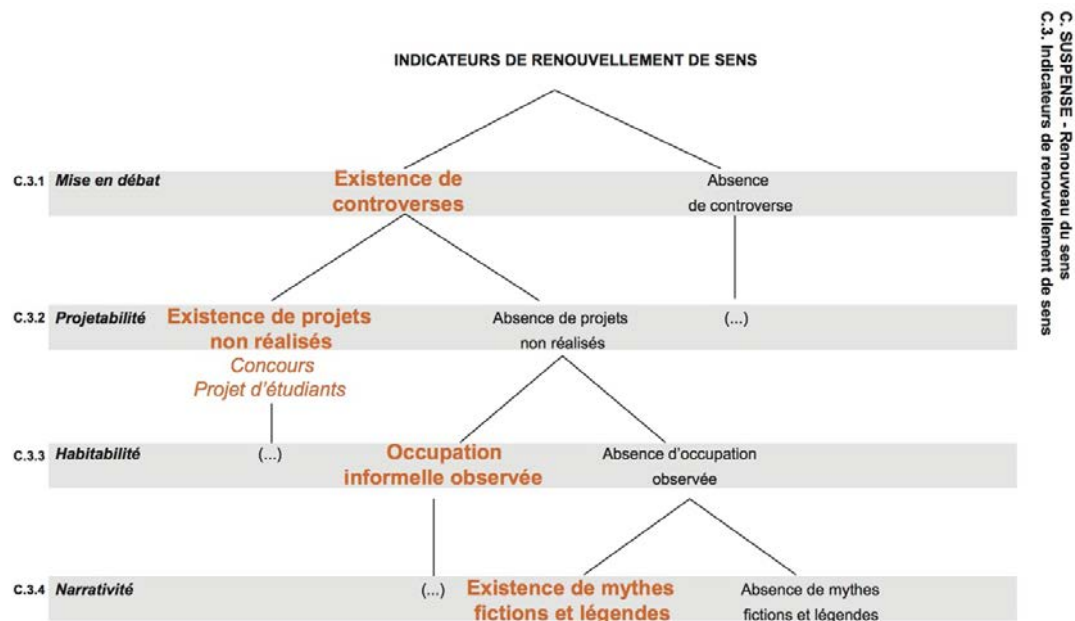 C. SUSPENSE - Renouveau du sens
C.3. Indicateurs de renouvellement de sens
INDICATEURS DE RENOUVELLEMENT DE SENS
C.3.1 Mise en débat
Existence de
controverses
Absence
de controverse
C.3.2 Projetabilité
Existence de projets
non réalisés
Concours
Projet d'étudiants
Absence de projets
non réalisés
(...)
C.3.3 Habitabilité
(...)
Occupation
informelle observée
Absence d'occupation
observée
C.3.4 Narrativité
(...)
Existence de mythes
fictions et légendes
Absence de mythes
fictions et légendes